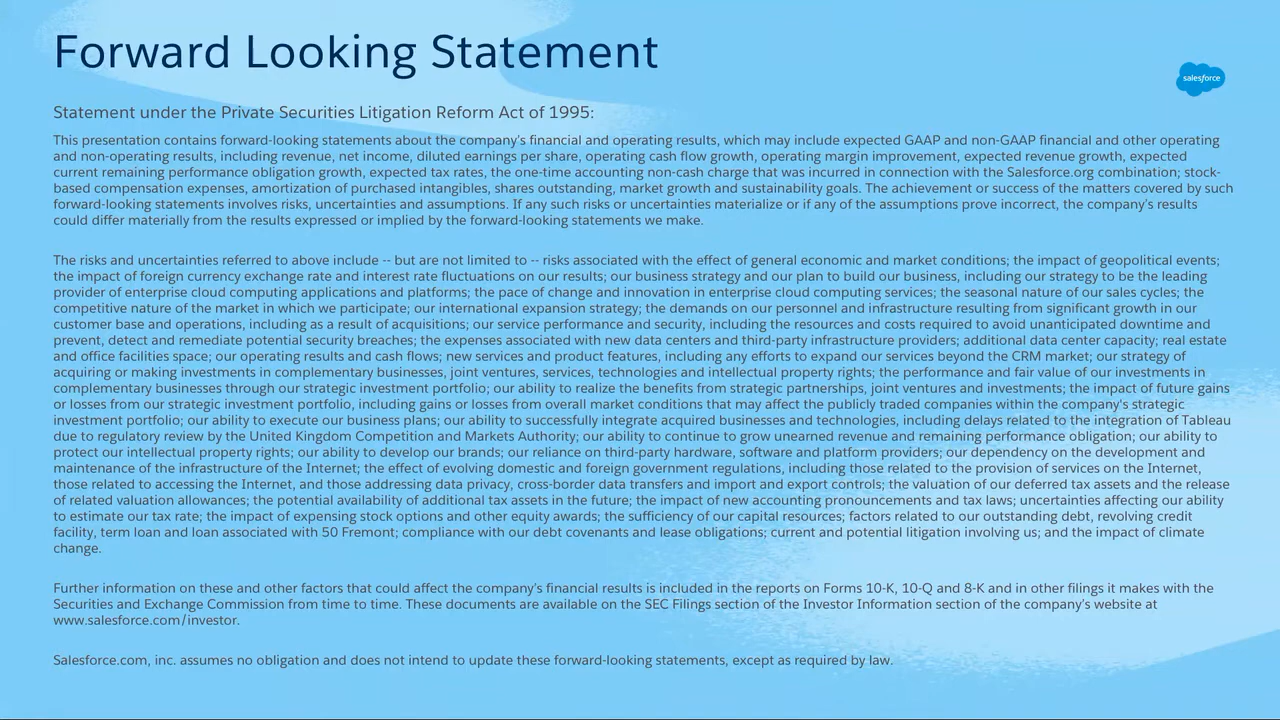 Forward Looking Statement
salesforce
Statement under the Private Securities Litigation Reform Act of 1995:
This presentation contains forward-looking statements about the company's financial and operating results, which may include expected GAAP and non-GAAP financial and other operating
and non-operating results, including revenue, net income, diluted earnings per share, operating cash flow growth, operating margin improvement, expected revenue growth, expected
current remaining performance obligation growth, expected tax rates, the one-time accounting non-cash charge that was incurred in connection with the Salesforce.org combination; stock-
based compensation expenses, amortization of purchased intangibles, shares outstanding, market growth and sustainability goals. The achievement or success of the matters covered by such
forward-looking statements involves risks, uncertainties and assumptions. If any such risks or uncertainties materialize or if any of the assumptions prove incorrect, the company's results
could differ materially from the results expressed or implied by the forward-looking statements we make.
The risks and uncertainties referred to above include -- but are not limited to -- risks associated with the effect of general economic and market conditions; the impact of geopolitical events;
the impact of foreign currency exchange rate and interest rate fluctuations on our results; our business strategy and our plan to build our business, including our strategy to be the leading
provider of enterprise cloud computing applications and platforms; the pace of change and innovation in enterprise cloud computing services; the seasonal nature of our sales cycles; the
competitive nature of the market in which we participate; our international expansion strategy; the demands on our personnel and infrastructure resulting from significant growth in our
customer base and operations, including as a result of acquisitions; our service performance and security, including the resources and costs required to avoid unanticipated downtime and
prevent, detect and remediate potential security breaches; the expenses associated with new data centers and third-party infrastructure providers; additional data center capacity; real estate
and office facilities space; our operating results and cash flows; new services and product features, including any efforts to expand our services beyond the CRM market; our strategy of
acquiring or making investments in complementary businesses, joint ventures, services, technologies and intellectual property rights; the performance and fair value of our investments in
complementary businesses through our strategic investment portfolio; our ability to realize the benefits from strategic partnerships, joint ventures and investments; the impact of future gains
or losses from our strategic investment portfolio, including gains or losses from overall market conditions that may affect the publicly traded companies within the company's strategic
investment portfolio; our ability to execute our business plans; our ability to successfully integrate acquired businesses and technologies, including delays related to the integration of Tableau
due to regulatory review by the United Kingdom Competition and Markets Authority; our ability to continue to grow unearned revenue and remaining performance obligation; our ability to
protect our intellectual property rights; our ability to develop our brands; our reliance on third-party hardware, software and platform providers; our dependency on the development and
maintenance of the infrastructure of the Internet; the effect of evolving domestic and foreign government regulations, including those related to the provision of services on the Internet,
those related to accessing the Internet, and those addressing data privacy, cross-border data transfers and import and export controls; the valuation of our deferred tax assets and the release
of related valuation allowances; the potential availability of additional tax assets in the future; the impact of new accounting pronouncements and tax laws; uncertainties affecting our ability
to estimate our tax rate; the impact of expensing stock options and other equity awards; the sufficiency of our capital resources; factors related to our outstanding debt, revolving credit
facility, term loan and loan associated with 50 Fremont; compliance with our debt covenants and lease obligations; current and potential litigation involving us; and the impact of climate
change.
Further information on these and other factors that could affect the company's financial results is included in the reports on Forms 10-K, 10-Q and 8-K and in other filings it makes with the
Securities and Exchange Commission from time to time. These documents are available on the SEC Filings section of the Investor Information section of the company's website at
www.salesforce.com/investor.
Salesforce.com, inc. assumes no obligation and does not intend to update these forward-looking statements, except as required by law.